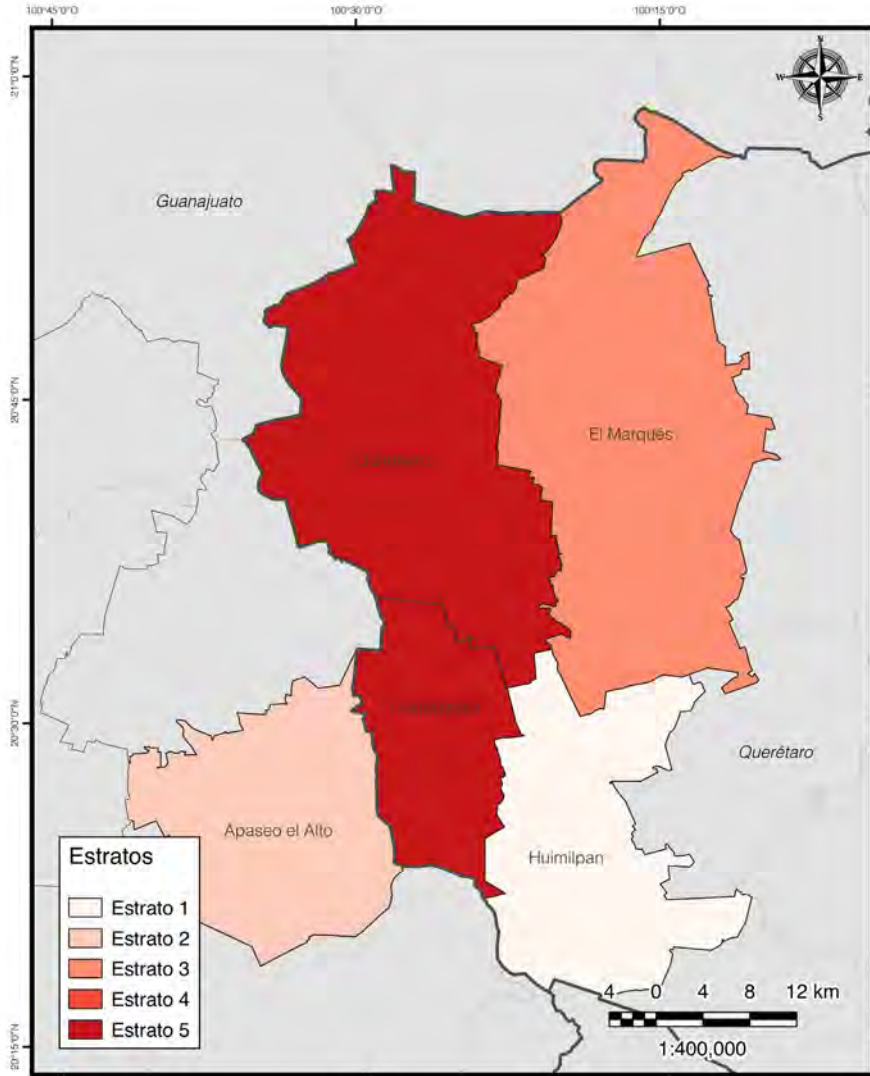 100°45'0"O
100°30'0"O
100°15'0"O
N
W
E
S
21°0'0"N
Guanajuato
20°45'0"N
El Marqués
Querétaro
20°30'0"N
Querétaro
Apaseo el Alto
Huimilpan
Estratos
Estrato 1
Estrato 2
Estrato 3
Estrato 4
Estrato 5
4 0 4 8 12 km
1:400,000
20°15'0"N